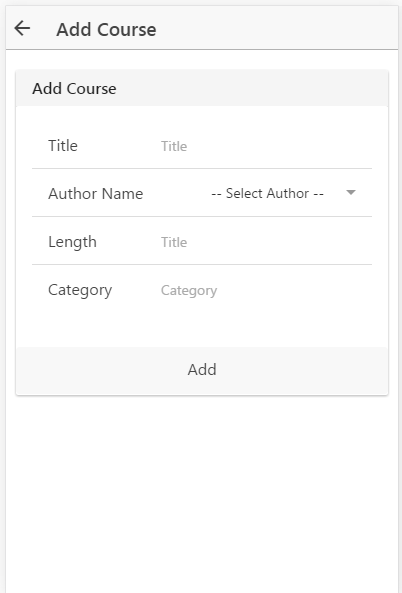 Add Course
Add Course
Title Title
Author Name -- Select Author --
Length Title
Category Category
Add